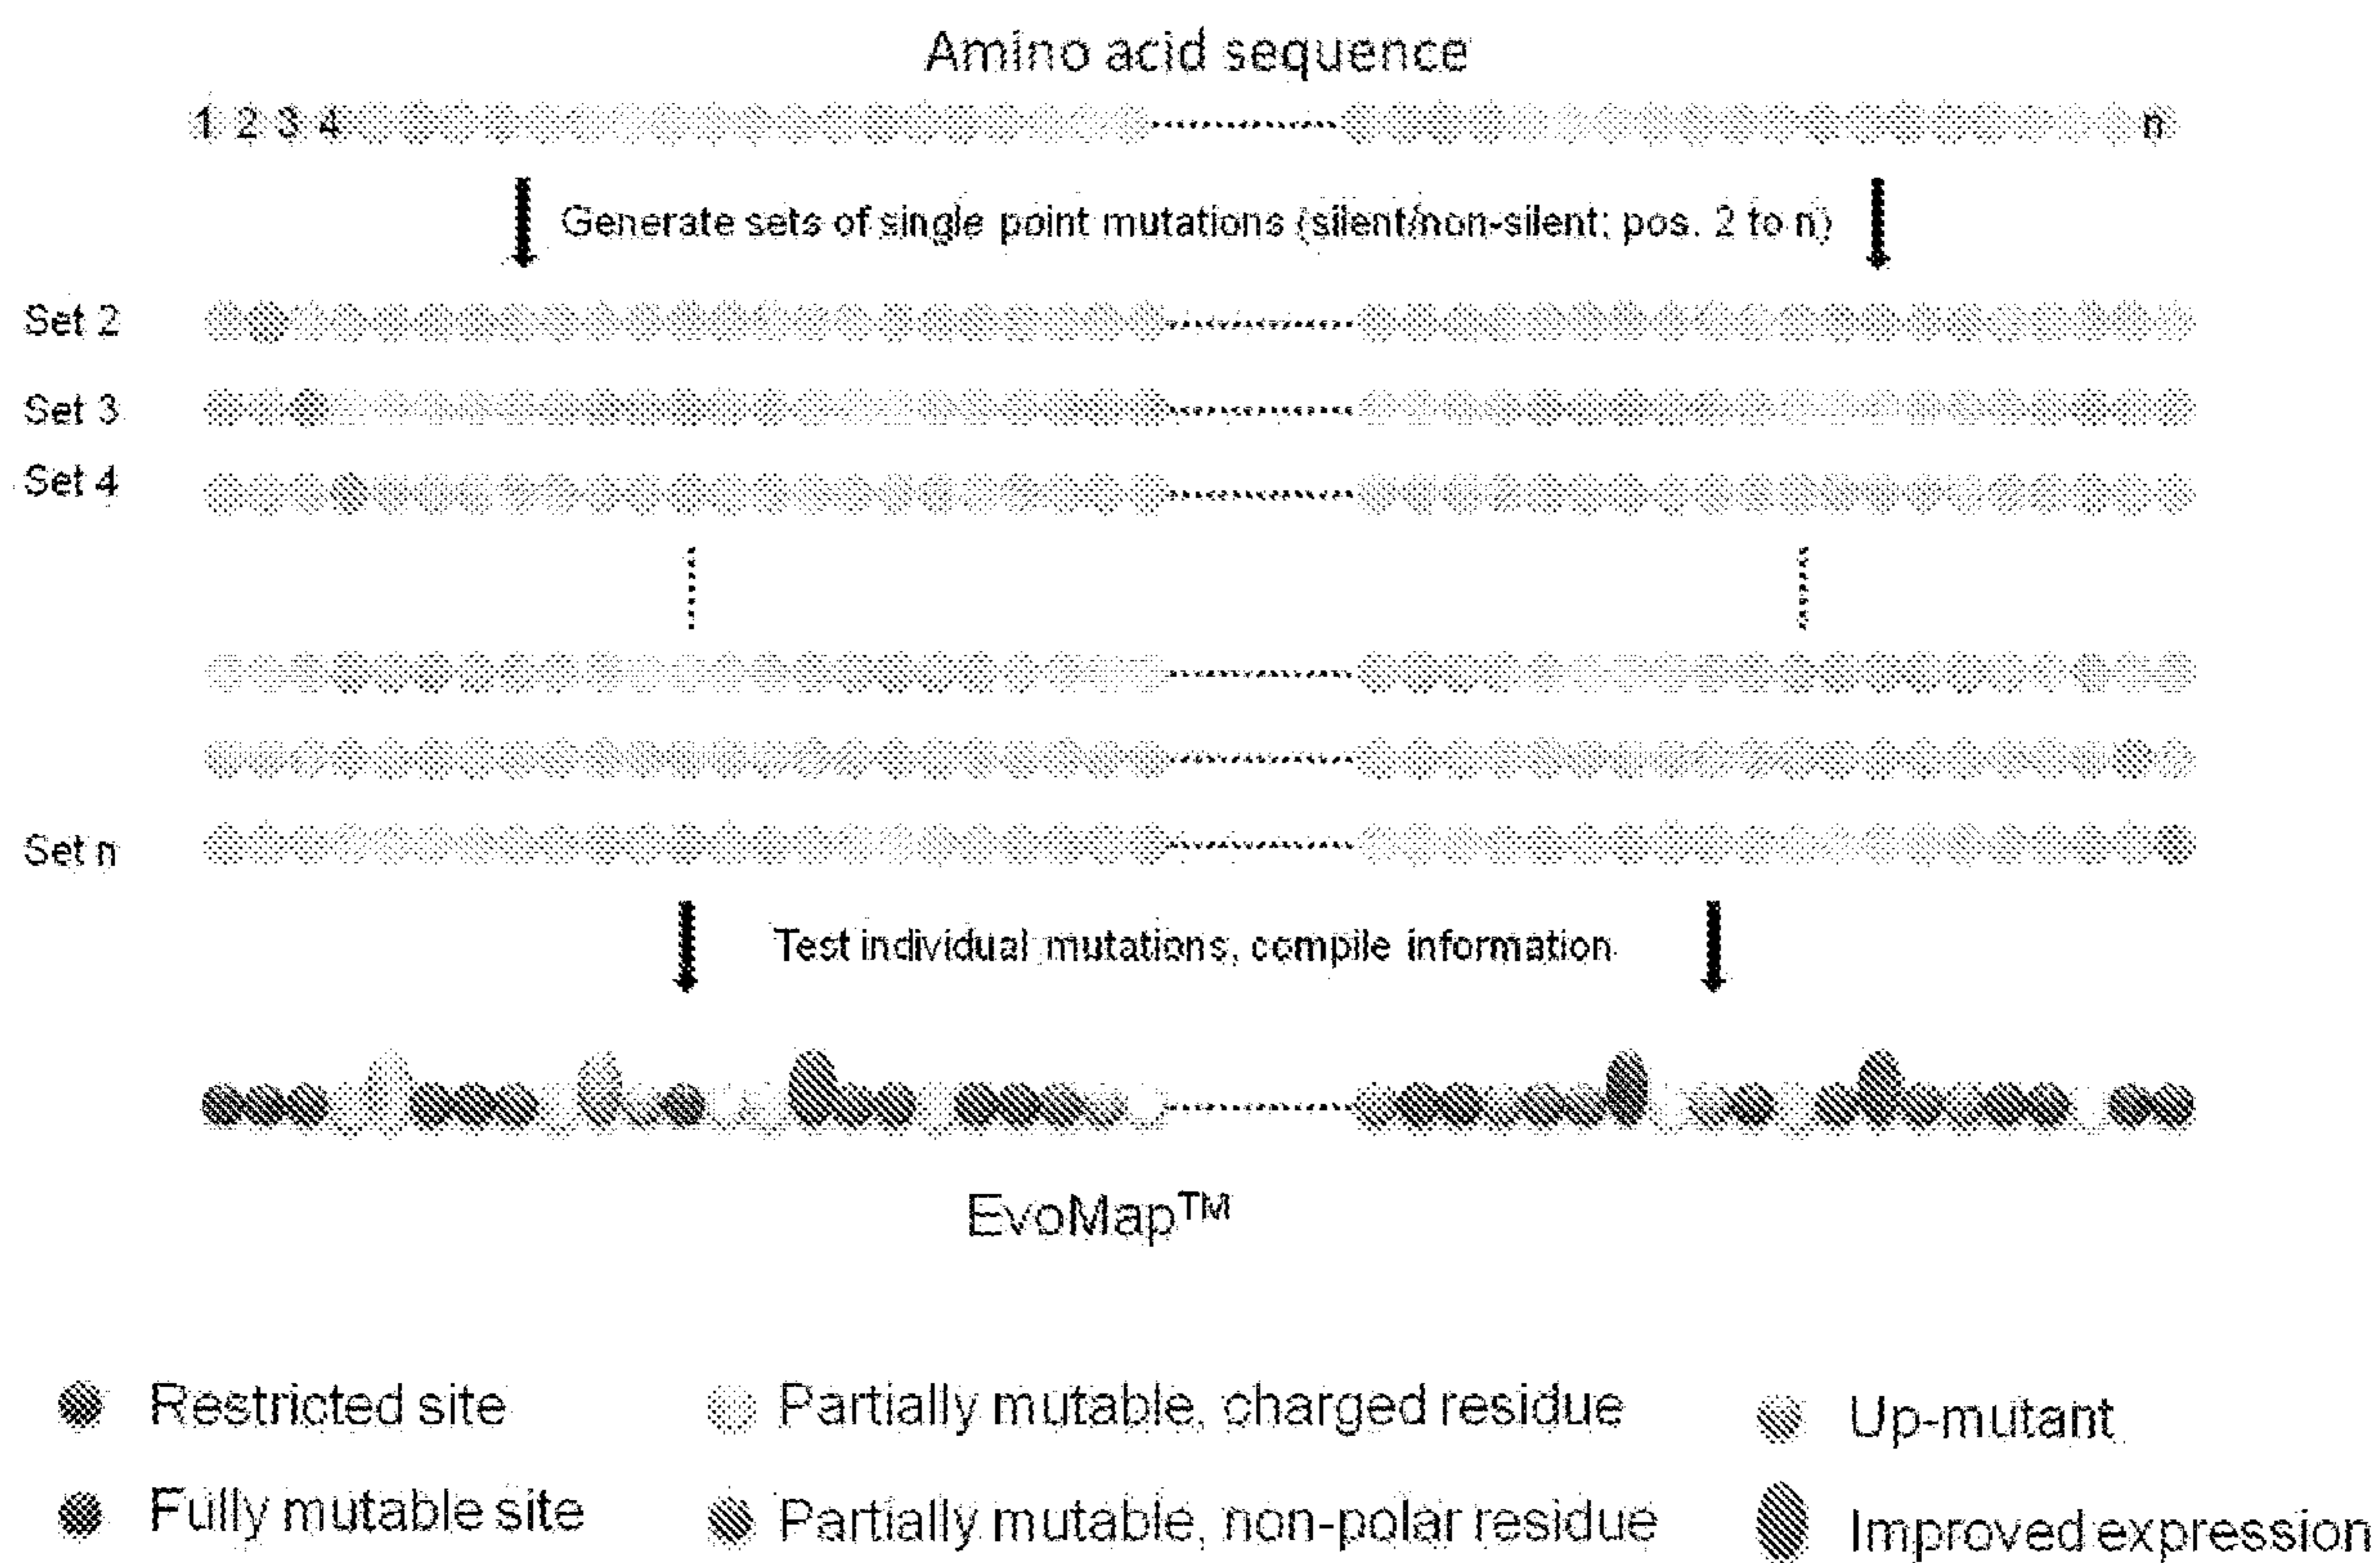 Amino acid sequence
1 2 3 4 n
Generate sets of single point mutations (silent/non-silent; pos. 2 to n)
Set 2
Set 3
Set 4
Set n
Test individual mutations, compile information
EvoMap™
Restricted site
Partially mutable, charged residue
Up-mutant
Fully mutable site
Partially mutable, non-polar residue
Improved expression